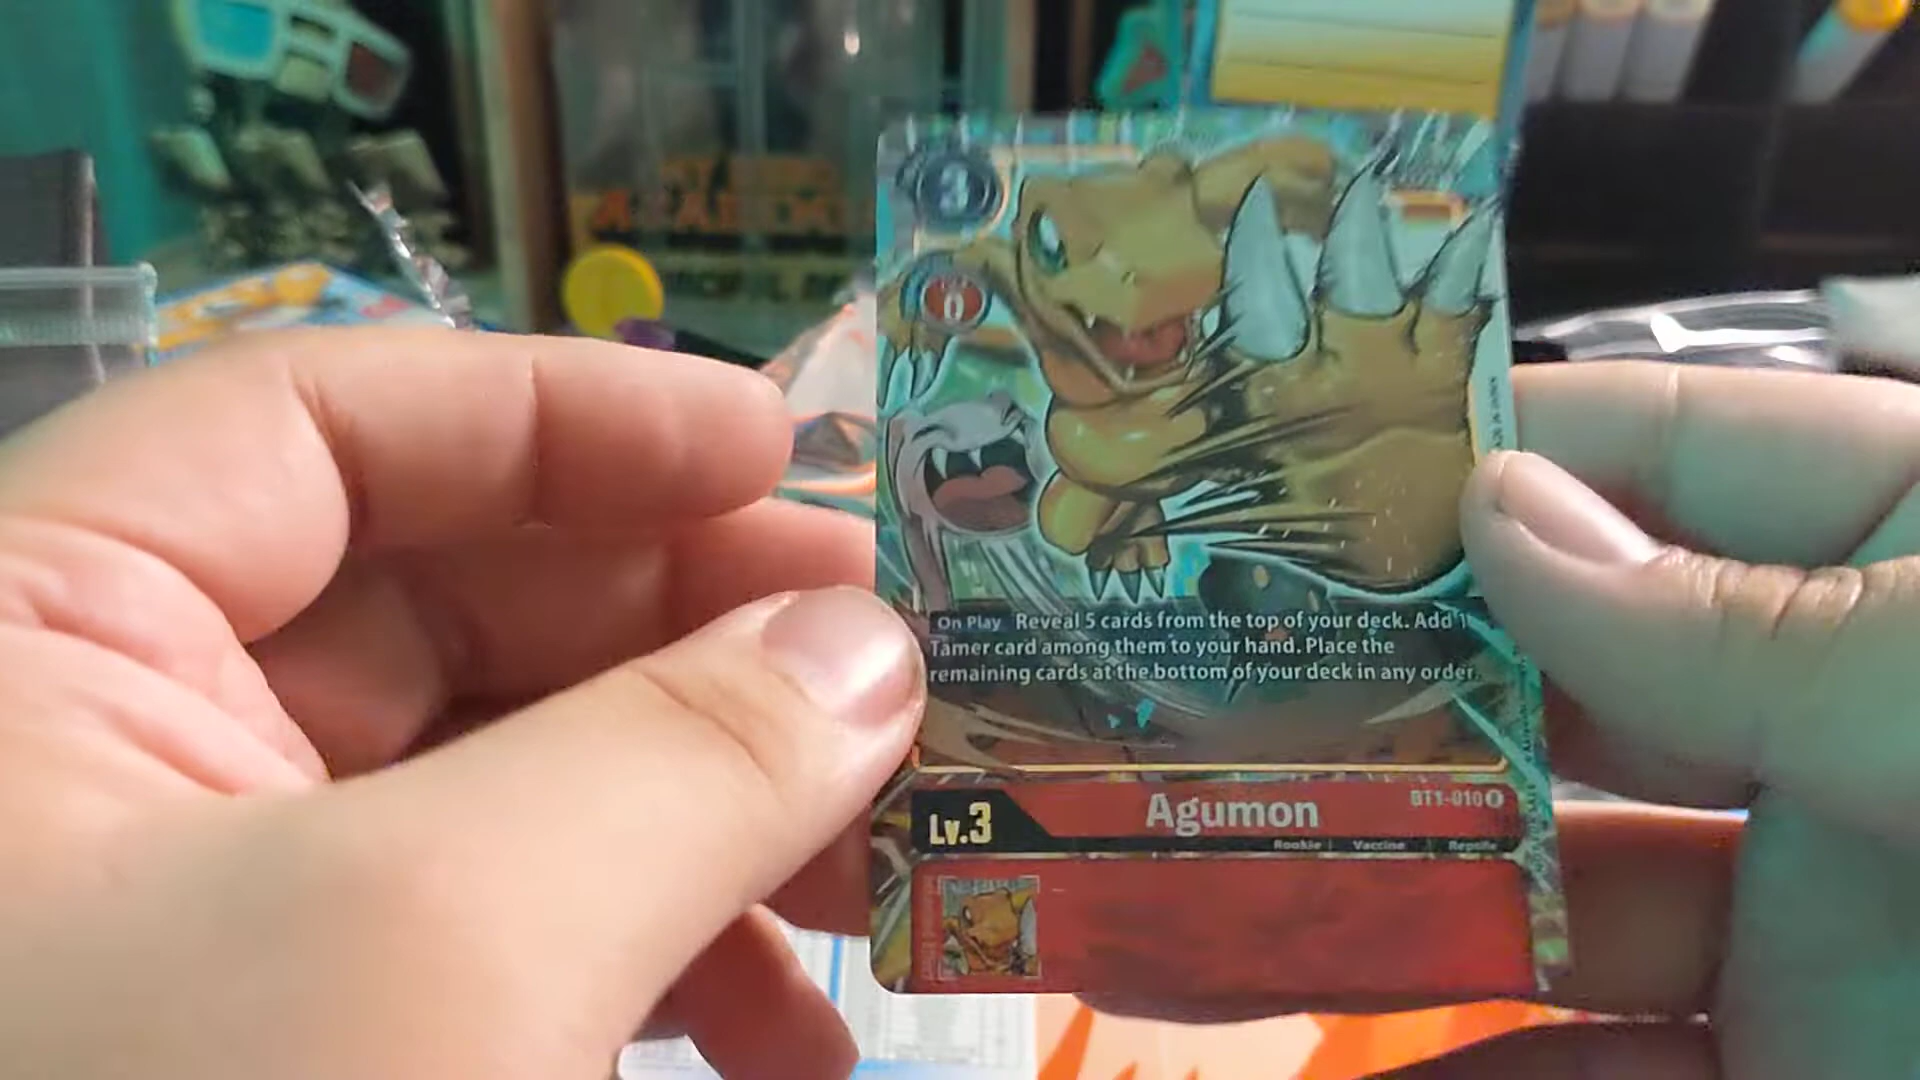 3
0
On Play Reveal 5 cards from the top of your deck. Add 1
Tamer card among them to your hand. Place the
remaining cards at the bottom of your deck in any order.
Lv.3
Agumon
BT1-010 R
Rookie | Vaccine | Reptile